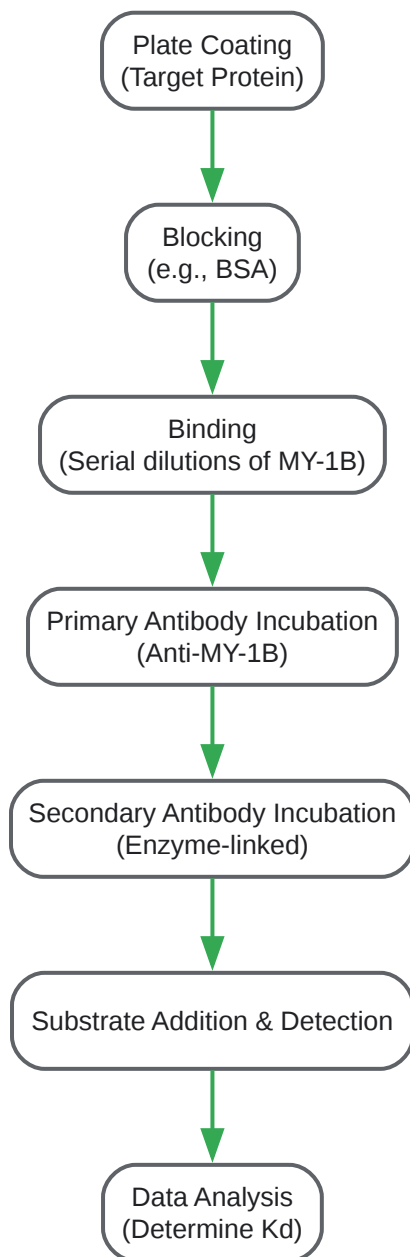 Plate Coating
(Target Protein)
Blocking
(e.g., BSA)
Binding
(Serial dilutions of MY-1B)
Primary Antibody Incubation
(Anti-MY-1B)
Secondary Antibody Incubation
(Enzyme-linked)
Substrate Addition & Detection
Data Analysis
(Determine Kd)